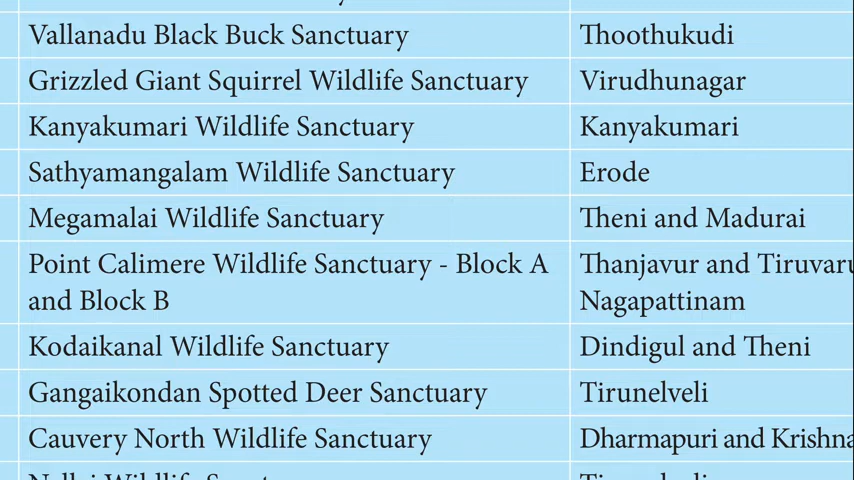 Vallanadu Black Buck Sanctuary Thoothukudi
Grizzled Giant Squirrel Wildlife Sanctuary Virudhunagar
Kanyakumari Wildlife Sanctuary Kanyakumari
Sathyamangalam Wildlife Sanctuary Erode
Megamalai Wildlife Sanctuary Theni and Madurai
Point Calimere Wildlife Sanctuary - Block A Thanjavur and
and Block B Nagapattinam
Kodaikanal Wildlife Sanctuary Dindigul and Theni
Gangaikondan Spotted Deer Sanctuary Tirunelveli
Cauvery North Wildlife Sanctuary Dharmapuri and